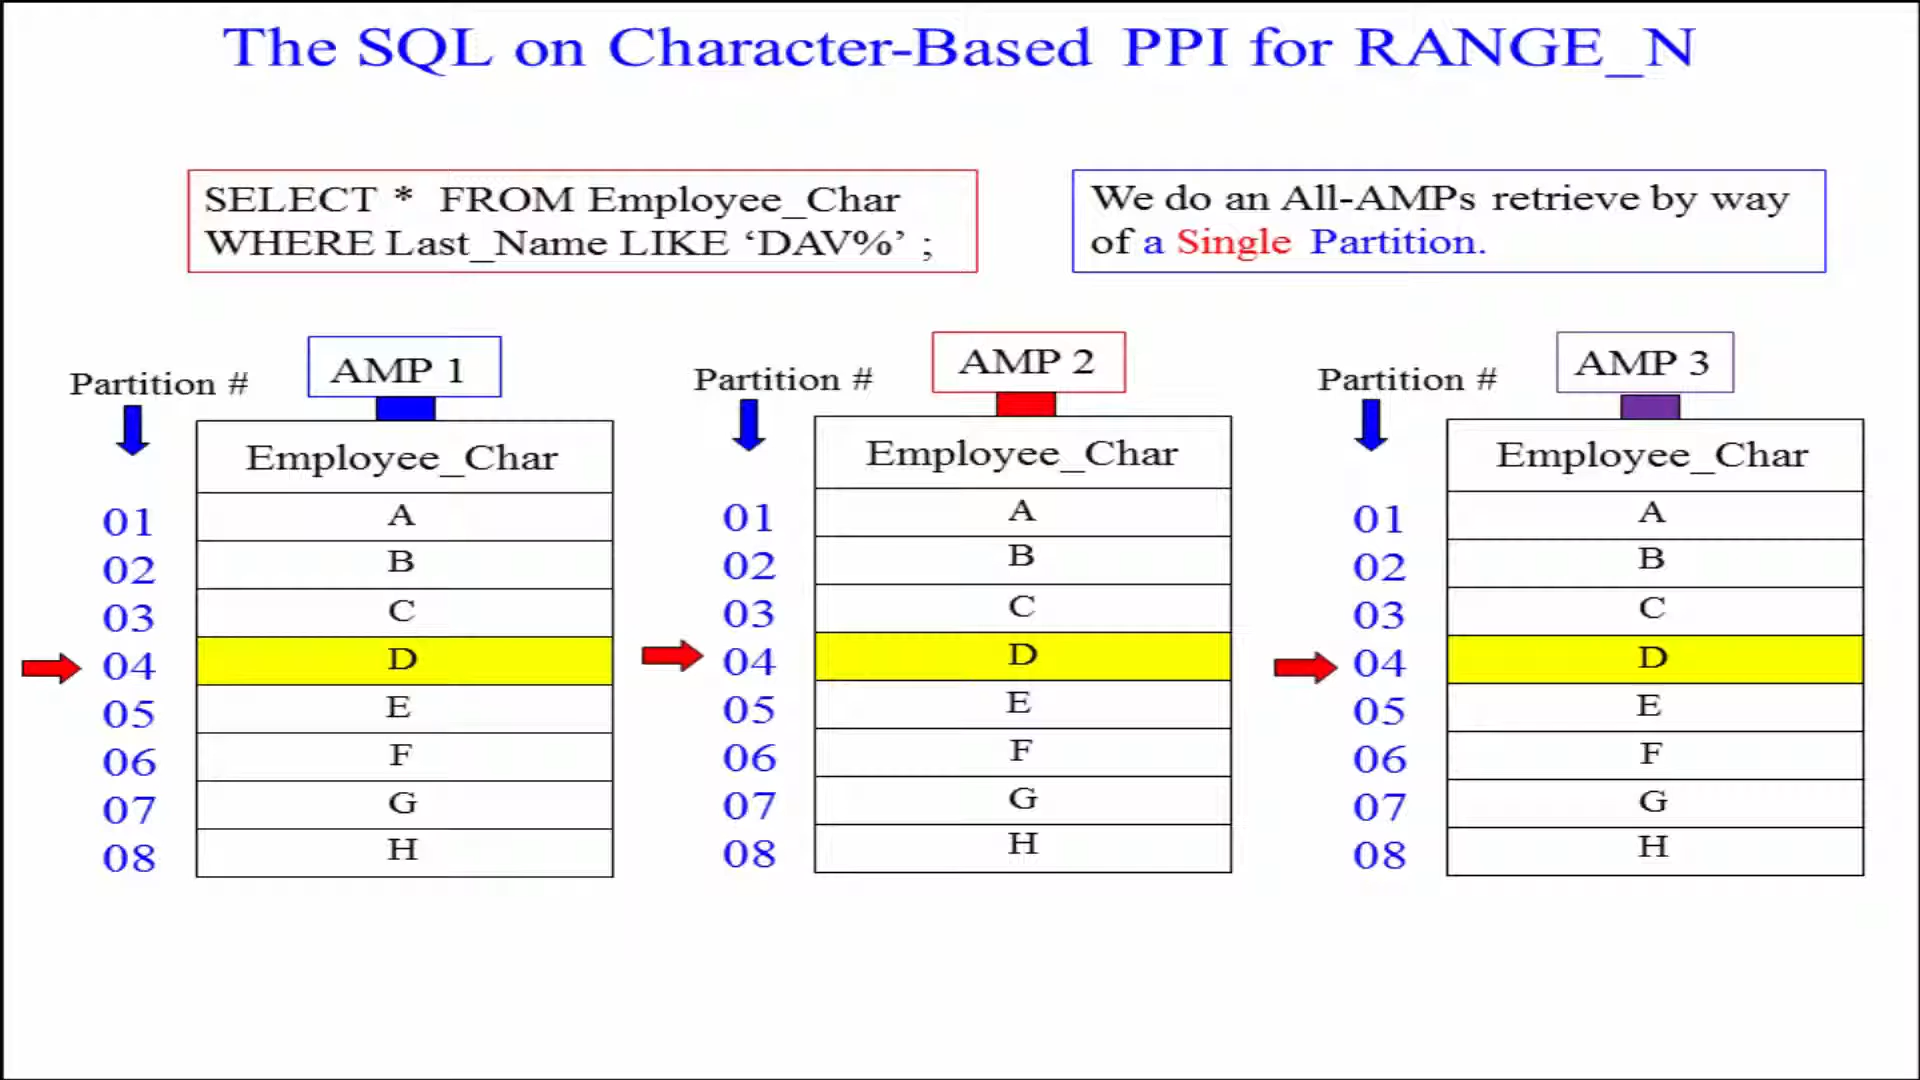 The SQL on Character-Based PPI for RANGE_N
SELECT * FROM Employee_Char
WHERE Last_Name LIKE ‘DAV%’ ;
We do an All-AMPs retrieve by way
of a Single Partition.
Partition #
AMP 1
Employee_Char
01 A
02 B
03 C
04 D
05 E
06 F
07 G
08 H
Partition #
AMP 2
Employee_Char
01 A
02 B
03 C
04 D
05 E
06 F
07 G
08 H
Partition #
AMP 3
Employee_Char
01 A
02 B
03 C
04 D
05 E
06 F
07 G
08 H